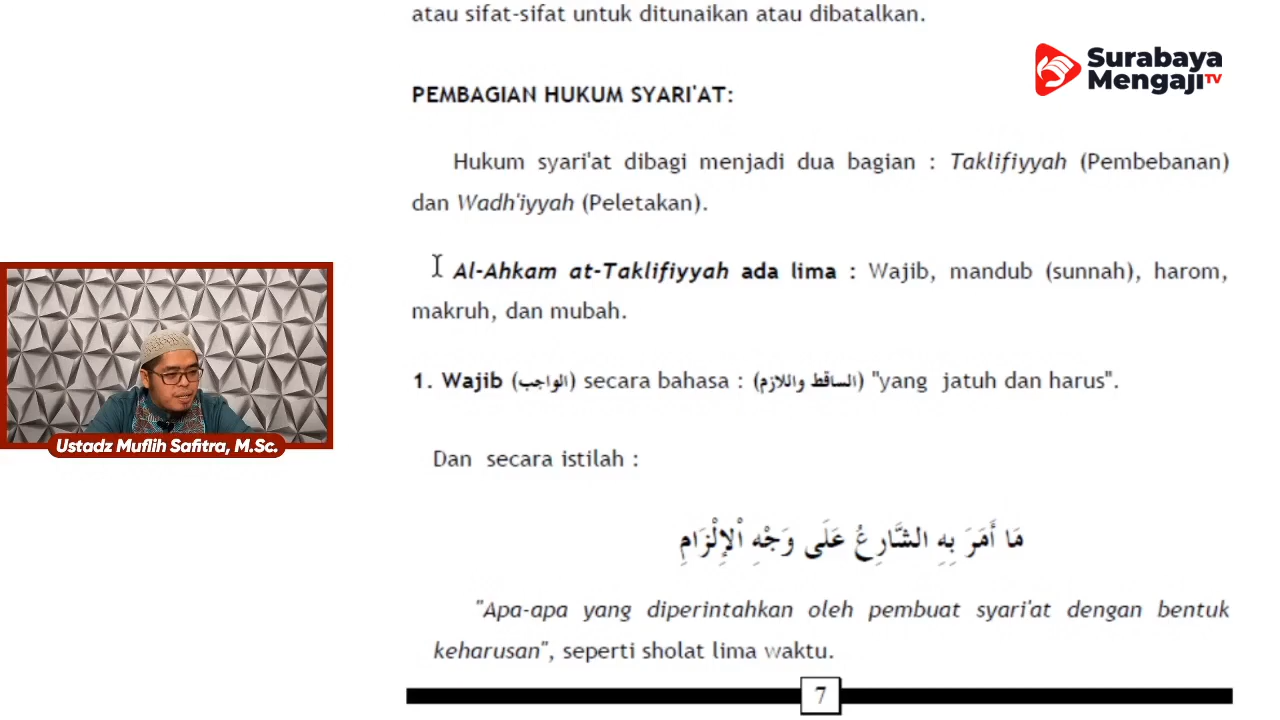 atau sifat-sifat untuk ditunaikan atau dibatalkan.
Surabaya
MengajiTV
PEMBAGIAN HUKUM SYARI'AT:
Hukum syari'at dibagi menjadi dua bagian : Taklifiyyah (Pembebanan)
dan Wadh'iyyah (Peletakan).
Al-Ahkam at-Taklifiyyah ada lima : Wajib, mandub (sunnah), harom,
makruh, dan mubah.
1. Wajib (الواجب) secara bahasa : (الساقط واللازم) "yang jatuh dan harus".
Ustadz Muflih Safitra, M.Sc.
Dan secara istilah :
مَا أَمَرَ بِهِ الشَّارِعُ عَلَى وَجْهِ اْلإِلْزَامِ
"Apa-apa yang diperintahkan oleh pembuat syari'at dengan bentuk
keharusan", seperti sholat lima waktu.
7